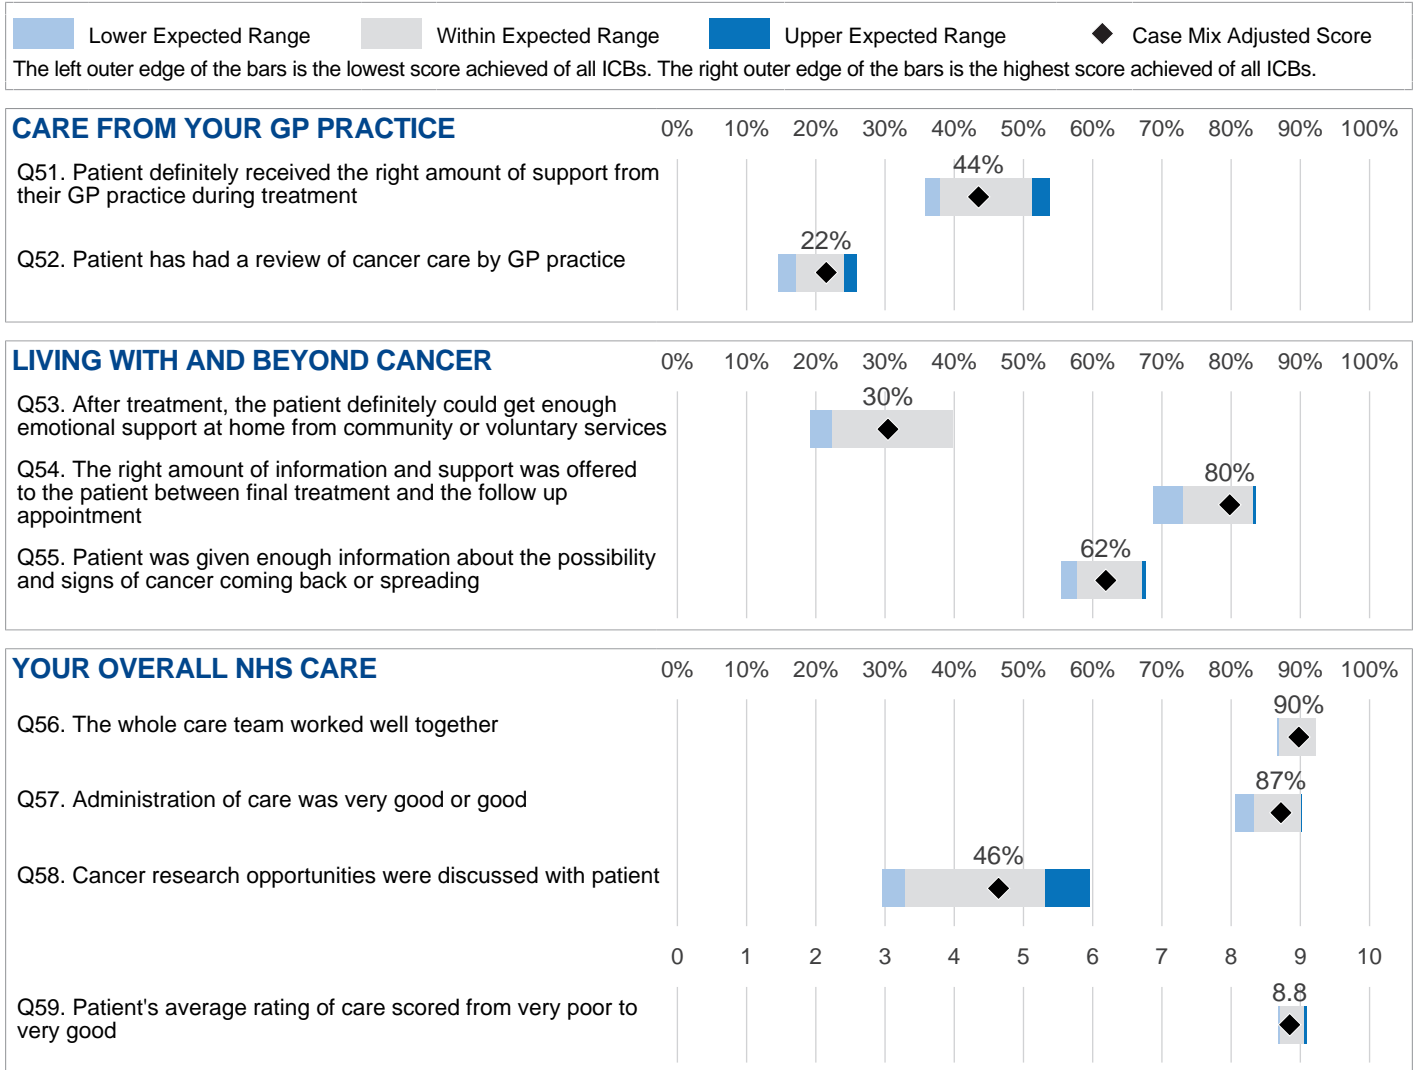 Lower Expected Range Within Expected Range Upper Expected Range Case Mix Adjusted Score
The left outer edge of the bars is the lowest score achieved of all ICBs. The right outer edge of the bars is the highest score achieved of all ICBs.
CARE FROM YOUR GP PRACTICE 0% 10% 20% 30% 40% 50% 60% 70% 80% 90% 100%
44%
Q51. Patient definitely received the right amount of support from
their GP practice during treatment
22%
Q52. Patient has had a review of cancer care by GP practice
LIVING WITH AND BEYOND CANCER 0% 10% 20% 30% 40% 50% 60% 70% 80% 90% 100%
30%
Q53. After treatment, the patient definitely could get enough
emotional support at home from community or voluntary services
80%
Q54. The right amount of information and support was offered
to the patient between final treatment and the follow up
appointment
62%
Q55. Patient was given enough information about the possibility
and signs of cancer coming back or spreading
YOUR OVERALL NHS CARE 0% 10% 20% 30% 40% 50% 60% 70% 80% 90% 100%
90%
Q56. The whole care team worked well together
87%
Q57. Administration of care was very good or good
46%
Q58. Cancer research opportunities were discussed with patient
0 1 2 3 4 5 6 7 8 9 10
8.8
Q59. Patient's average rating of care scored from very poor to
very good